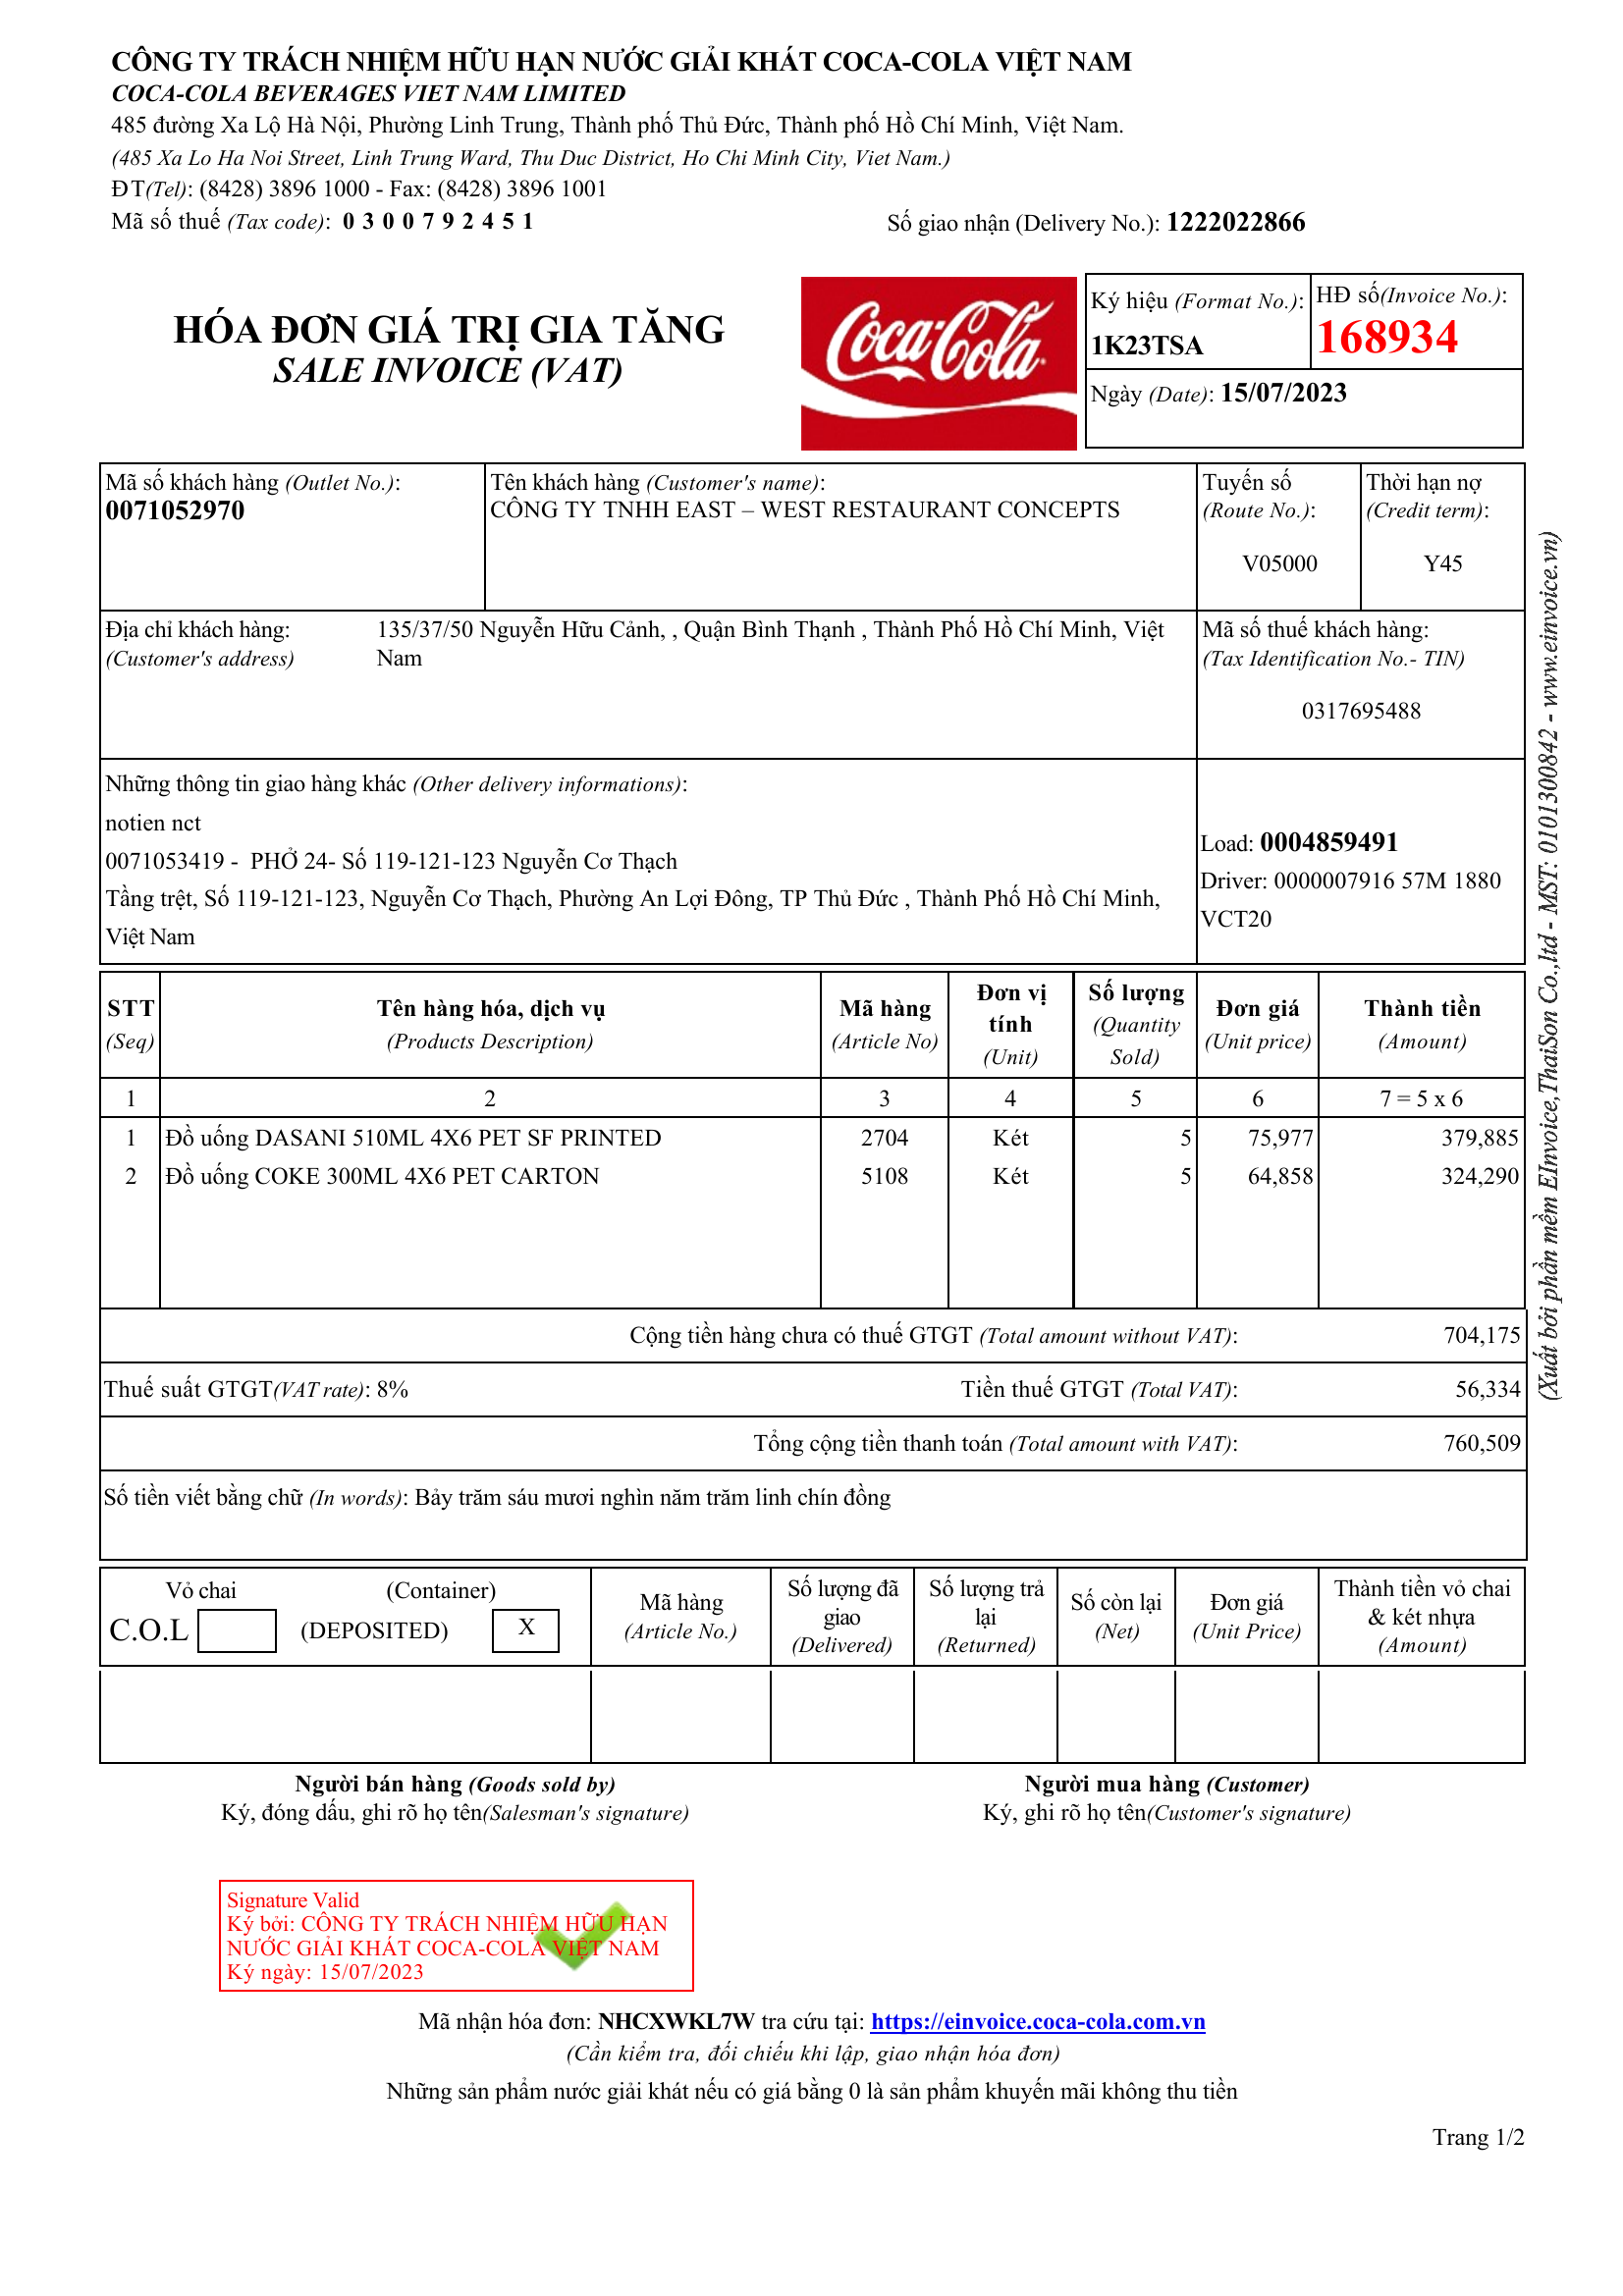 CÔNG TY TRÁCH NHIỆM HỮU HẠN NƯỚC GIẢI KHÁT COCA-COLA VIỆT NAM
COCA-COLA BEVERAGES VIET NAM LIMITED
485 đường Xa Lộ Hà Nội, Phường Linh Trung, Thành phố Thủ Đức, Thành phố Hồ Chí Minh, Việt Nam.
(485 Xa Lo Ha Noi Street, Linh Trung Ward, Thu Duc District, Ho Chi Minh City, Viet Nam.)
ĐT(Tel): (8428) 3896 1000 - Fax: (8428) 3896 1001
Mã số thuế (Tax code): 0 3 0 0 7 9 2 4 5 1
Số giao nhận (Delivery No.): 1222022866
HÓA ĐƠN GIÁ TRỊ GIA TĂNG
SALE INVOICE (VAT)
Coca-Cola
Ký hiệu (Format No.):
1K23TSA
HĐ số(Invoice No.):
168934
Ngày (Date): 15/07/2023
Mã số khách hàng (Outlet No.):
0071052970
Tên khách hàng (Customer's name):
CÔNG TY TNHH EAST – WEST RESTAURANT CONCEPTS
Tuyến số
(Route No.):
V05000
Thời hạn nợ
(Credit term):
Y45
Địa chỉ khách hàng:
(Customer's address)
135/37/50 Nguyễn Hữu Cảnh, , Quận Bình Thạnh , Thành Phố Hồ Chí Minh, Việt
Nam
Mã số thuế khách hàng:
(Tax Identification No.- TIN)
0317695488
Những thông tin giao hàng khác (Other delivery informations):
notien nct
0071053419 - PHỞ 24- Số 119-121-123 Nguyễn Cơ Thạch
Tầng trệt, Số 119-121-123, Nguyễn Cơ Thạch, Phường An Lợi Đông, TP Thủ Đức , Thành Phố Hồ Chí Minh,
Việt Nam
Load: 0004859491
Driver: 0000007916 57M 1880
VCT20
STT
(Seq)
Tên hàng hóa, dịch vụ
(Products Description)
Mã hàng
(Article No)
Đơn vị
tính
(Unit)
Số lượng
(Quantity
Sold)
Đơn giá
(Unit price)
Thành tiền
(Amount)
1 2 3 4 5 6 7 = 5 x 6
1 Đồ uống DASANI 510ML 4X6 PET SF PRINTED 2704 Két 5 75,977 379,885
2 Đồ uống COKE 300ML 4X6 PET CARTON 5108 Két 5 64,858 324,290
Cộng tiền hàng chưa có thuế GTGT (Total amount without VAT): 704,175
Thuế suất GTGT(VAT rate): 8% Tiền thuế GTGT (Total VAT): 56,334
Tổng cộng tiền thanh toán (Total amount with VAT): 760,509
Số tiền viết bằng chữ (In words): Bảy trăm sáu mươi nghìn năm trăm linh chín đồng
Vỏ chai (Container)
C.O.L (DEPOSITED) X
Mã hàng
(Article No.)
Số lượng đã
giao
(Delivered)
Số lượng trả
lại
(Returned)
Số còn lại
(Net)
Đơn giá
(Unit Price)
Thành tiền vỏ chai
& két nhựa
(Amount)
Người bán hàng (Goods sold by)
Ký, đóng dấu, ghi rõ họ tên(Salesman's signature)
Người mua hàng (Customer)
Ký, ghi rõ họ tên(Customer's signature)
Signature Valid
Ký bởi: CÔNG TY TRÁCH NHIỆM HỮU HẠN
NƯỚC GIẢI KHÁT COCA-COLA VIỆT NAM
Ký ngày: 15/07/2023
Mã nhận hóa đơn: NHCXWKL7W tra cứu tại: https://einvoice.coca-cola.com.vn
(Cần kiểm tra, đối chiếu khi lập, giao nhận hóa đơn)
Những sản phẩm nước giải khát nếu có giá bằng 0 là sản phẩm khuyến mãi không thu tiền
Trang 1/2
(Xuất bởi phần mềm EInvoice,ThaiSon Co.,ltd - MST: 0101300842 - www.einvoice.vn)